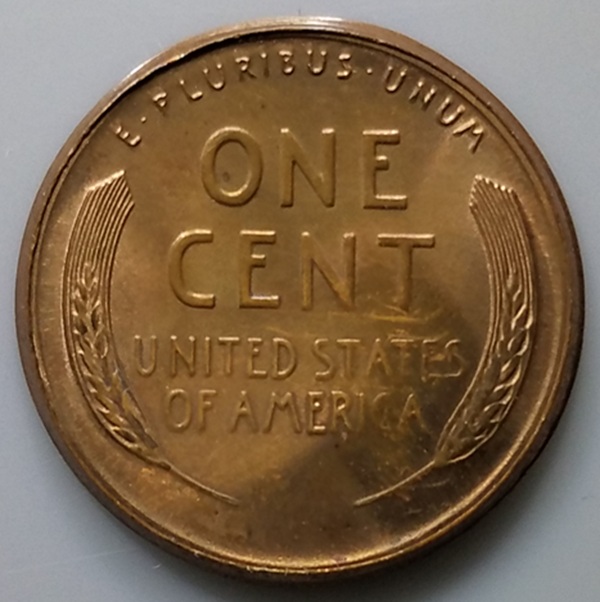 E·PLURIBUS·UNUM
ONE
CENT
UNITED STATES
OF AMERICA